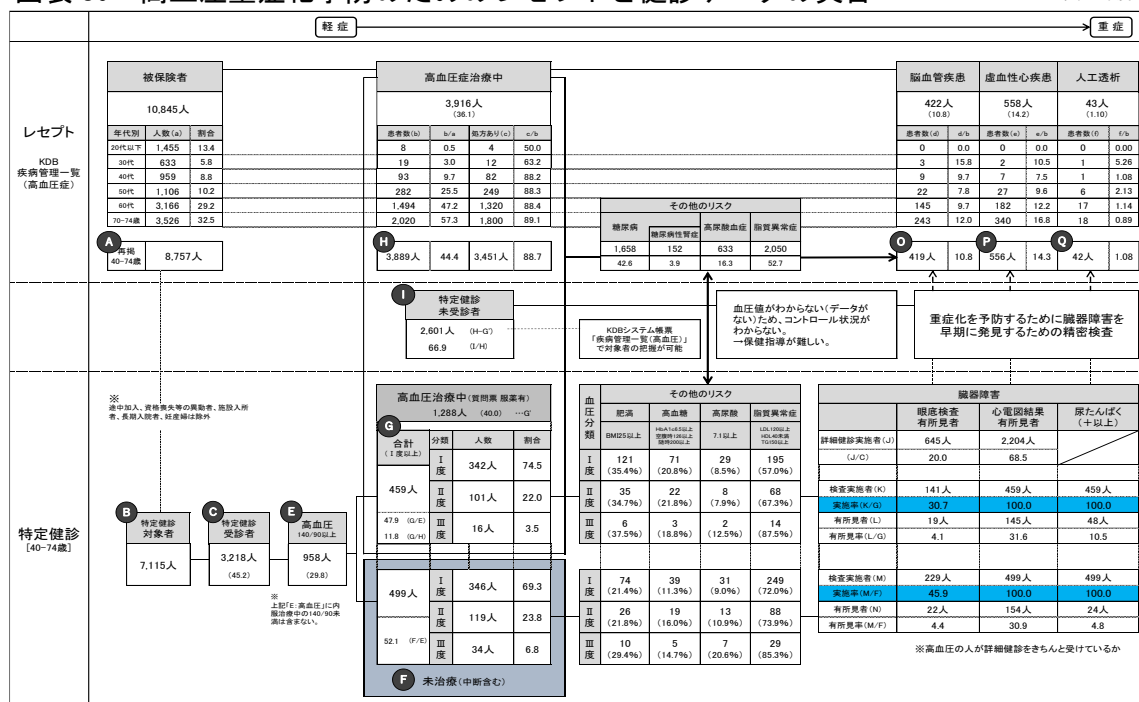 軽症
重症
レセプト
KDB
疾病管理一覧
(高血圧症)
被保険者
10,845人
年代別 人数(a) 割合
20代以下 1,455 13.4
30代 633 5.8
40代 959 8.8
50代 1,106 10.2
60代 3,166 29.2
70-74歳 3,526 32.5
A 再掲
40-74歳 8,757人
高血圧症治療中
3,916人
(36.1)
患者数(b) b/a 処方あり(c) c/b
8 0.5 4 50.0
19 3.0 12 63.2
93 9.7 82 88.2
282 25.5 249 88.3
1,494 47.2 1,320 88.4
2,020 57.3 1,800 89.1
H 3,889人 44.4 3,451人 88.7
その他のリスク
糖尿病 糖尿病性腎症 高尿酸血症 脂質異常症
1,658 152 633 2,050
42.6 3.9 16.3 52.7
脳血管疾患 虚血性心疾患 人工透析
422人 558人 43人
(10.8) (14.2) (1.10)
患者数(d) d/b 患者数(e) e/b 患者数(f) f/b
0 0.0 0 0.0 0 0.00
3 15.8 2 10.5 1 5.26
9 9.7 7 7.5 1 1.08
22 7.8 27 9.6 6 2.13
145 9.7 182 12.2 17 1.14
243 12.0 340 16.8 18 0.89
O 419人 10.8 P 556人 14.3 Q 42人 1.08
I 特定健診
未受診者
2,601人 (H-G')
66.9 (I/H)
KDBシステム帳票
「疾病管理一覧(高血圧)」
で対象者の把握が可能
血圧値がわからない(データが
ない)ため、コントロール状況が
わからない。
→保健指導が難しい。
重症化を予防するために臓器障害を
早期に発見するための精密検査
特定健診
[40-74歳]
※
途中加入、資格喪失等の異動者、施設入所
者、長期入院者、妊産婦は除外
B 特定健診
対象者
7,115人
C 特定健診
受診者
3,218人
(45.2)
E 高血圧
140/90以上
958人
(29.8)
※
上記「E:高血圧」に内
服治療中の140/90未
満は含まない。
高血圧治療中(質問票 服薬有)
1,288人 (40.0) …G'
G 合計
(Ⅰ度以上) 分類 人数 割合
459人
47.9 (G/E)
11.8 (G/H)
Ⅰ度 342人 74.5
Ⅱ度 101人 22.0
Ⅲ度 16人 3.5
499人
52.1 (F/E)
Ⅰ度 346人 69.3
Ⅱ度 119人 23.8
Ⅲ度 34人 6.8
F 未治療(中断含む)
血圧分類 その他のリスク
肥満 高血糖 高尿酸 脂質異常症
BMI25以上 HbA1c6.5以上
空腹時126以上
随時200以上 7.1以上 LDL120以上
HDL40未満
TG150以上
Ⅰ度 121 71 29 195
(35.4%) (20.8%) (8.5%) (57.0%)
Ⅱ度 35 22 8 68
(34.7%) (21.8%) (7.9%) (67.3%)
Ⅲ度 6 3 2 14
(37.5%) (18.8%) (12.5%) (87.5%)
Ⅰ度 74 39 31 249
(21.4%) (11.3%) (9.0%) (72.0%)
Ⅱ度 26 19 13 88
(21.8%) (16.0%) (10.9%) (73.9%)
Ⅲ度 10 5 7 29
(29.4%) (14.7%) (20.6%) (85.3%)
臓器障害
眼底検査
有所見者 心電図結果
有所見者 尿たんぱく
(+以上)
詳細健診実施者(J) 645人 2,204人
(J/C) 20.0 68.5
検査実施者(K) 141人 459人 459人
実施率(K/G) 30.7 100.0 100.0
有所見者(L) 19人 145人 48人
有所見率(L/G) 4.1 31.6 10.5
検査実施者(M) 229人 499人 499人
実施率(M/F) 45.9 100.0 100.0
有所見者(N) 22人 154人 24人
有所見率(M/F) 4.4 30.9 4.8
※高血圧の人が詳細健診をきちんと受けているか